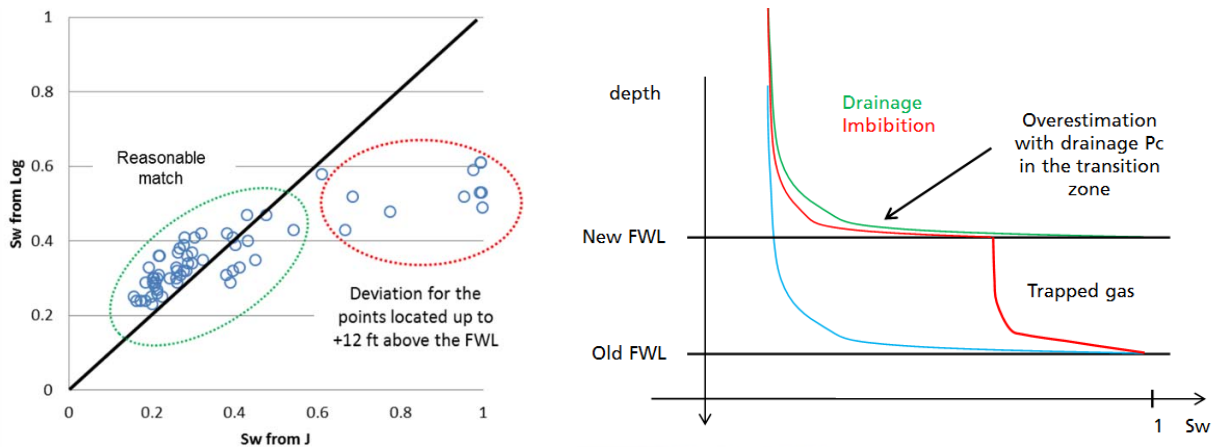 1
0.8
0.6
0.4
0.2
0
Sw from Log
Reasonable
match
Deviation for the
points located up to
+12 ft above the FWL
0
0.2
0.4
0.6
0.8
1
Sw from J
depth
Drainage
Imbibition
Overestimation
with drainage Pc
in the transition
zone
New FWL
Trapped gas
Old FWL
1
Sw